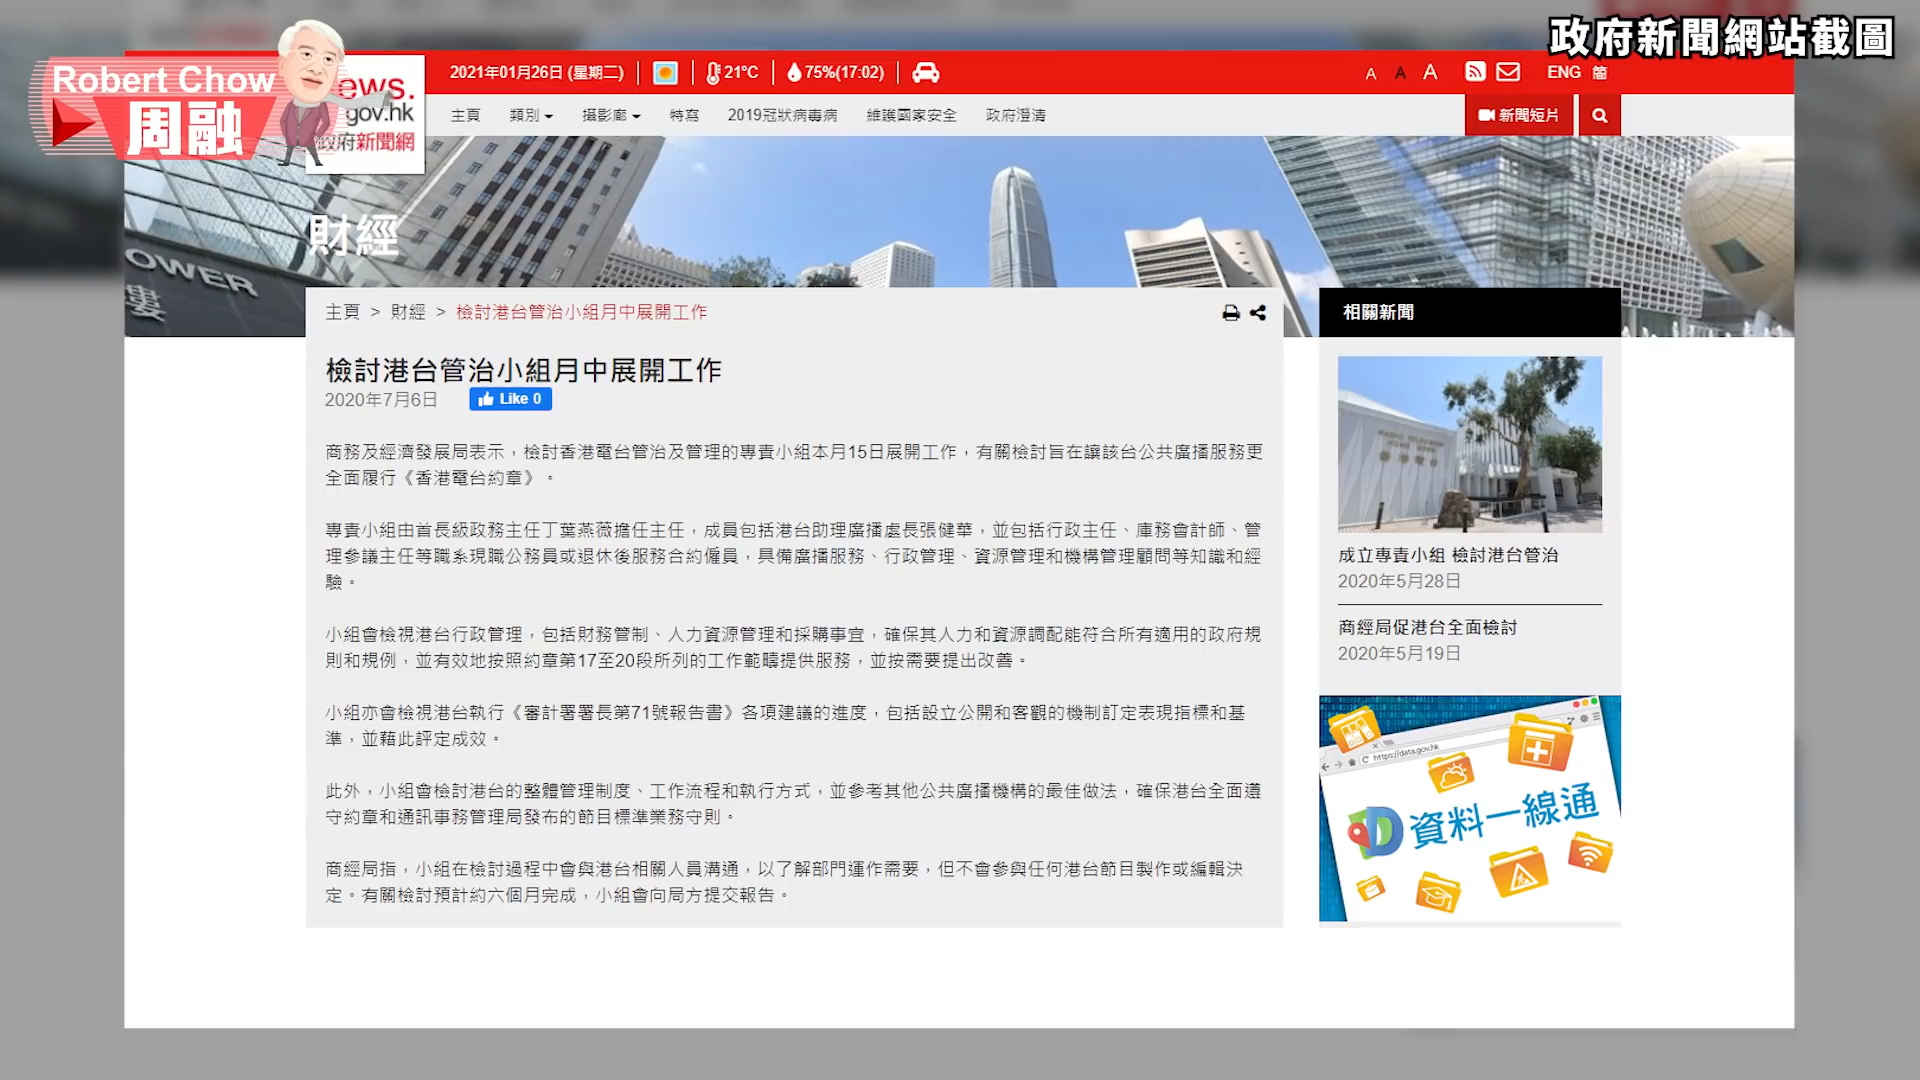 政府新聞網站截圖
Robert Chow
周融
news.
gov.hk
政府新聞網
2021年01月26日 (星期二)
21°C
75%(17:02)
A A A
ENG 簡
主頁 類別 攝影廊 特寫 2019冠狀病毒病 維護國家安全 政府澄清
新聞短片
財經
OWER
樓
主頁 > 財經 > 檢討港台管治小組月中展開工作
檢討港台管治小組月中展開工作
2020年7月6日
Like 0
商務及經濟發展局表示，檢討香港電台管治及管理的專責小組本月15日展開工作，有關檢討旨在讓該台公共廣播服務更
全面履行《香港電台約章》。
專責小組由首長級政務主任丁葉燕薇擔任主任，成員包括港台助理廣播處長張健華，並包括行政主任、庫務會計師、管
理參議主任等職系現職公務員或退休後服務合約僱員，具備廣播服務、行政管理、資源管理和機構管理顧問等知識和經
驗。
小組會檢視港台行政管理，包括財務管制、人力資源管理和採購事宜，確保其人力和資源調配能符合所有適用的政府規
則和規例，並有效地按照約章第17至20段所列的工作範疇提供服務，並按需要提出改善。
小組亦會檢視港台執行《審計署署長第71號報告書》各項建議的進度，包括設立公開和客觀的機制訂定表現指標和基
準，並藉此評定成效。
此外，小組會檢討港台的整體管理制度、工作流程和執行方式，並參考其他公共廣播機構的最佳做法，確保港台全面遵
守約章和通訊事務管理局發布的節目標準業務守則。
商經局指，小組在檢討過程中會與港台相關人員溝通，以了解部門運作需要，但不會參與任何港台節目製作或編輯決
定。有關檢討預計約六個月完成，小組會向局方提交報告。
相關新聞
成立專責小組 檢討港台管治
2020年5月28日
商經局促港台全面檢討
2020年5月19日
https://data.gov.hk
資料一線通